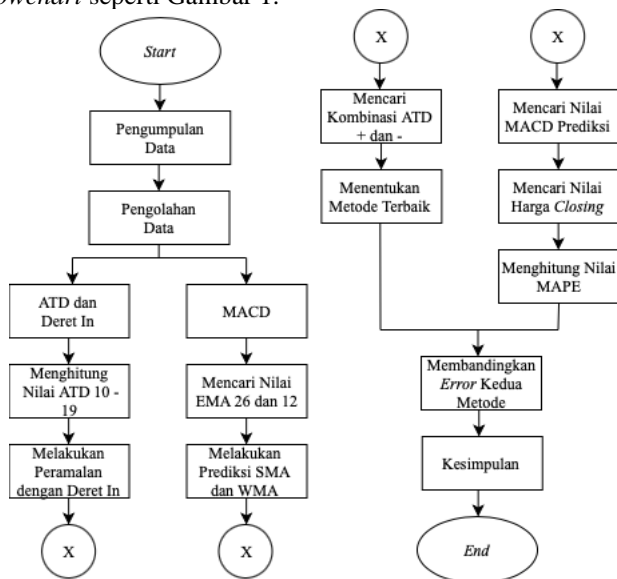 seperti Gambar 1.
Start
Pengumpulan
Data
Pengolahan
Data
ATD dan
Deret In
Menghitung
Nilai ATD 10 -
19
Melakukan
Peramalan
dengan Deret In
X
MACD
Mencari Nilai
EMA 26 dan 12
Melakukan
Prediksi SMA
dan WMA
X
X
Mencari
Kombinasi ATD
+ dan -
Menentukan
Metode Terbaik
X
Mencari Nilai
MACD Prediksi
Mencari Nilai
Harga Closing
Menghitung Nilai
MAPE
Membandingkan
Error Kedua
Metode
Kesimpulan
End